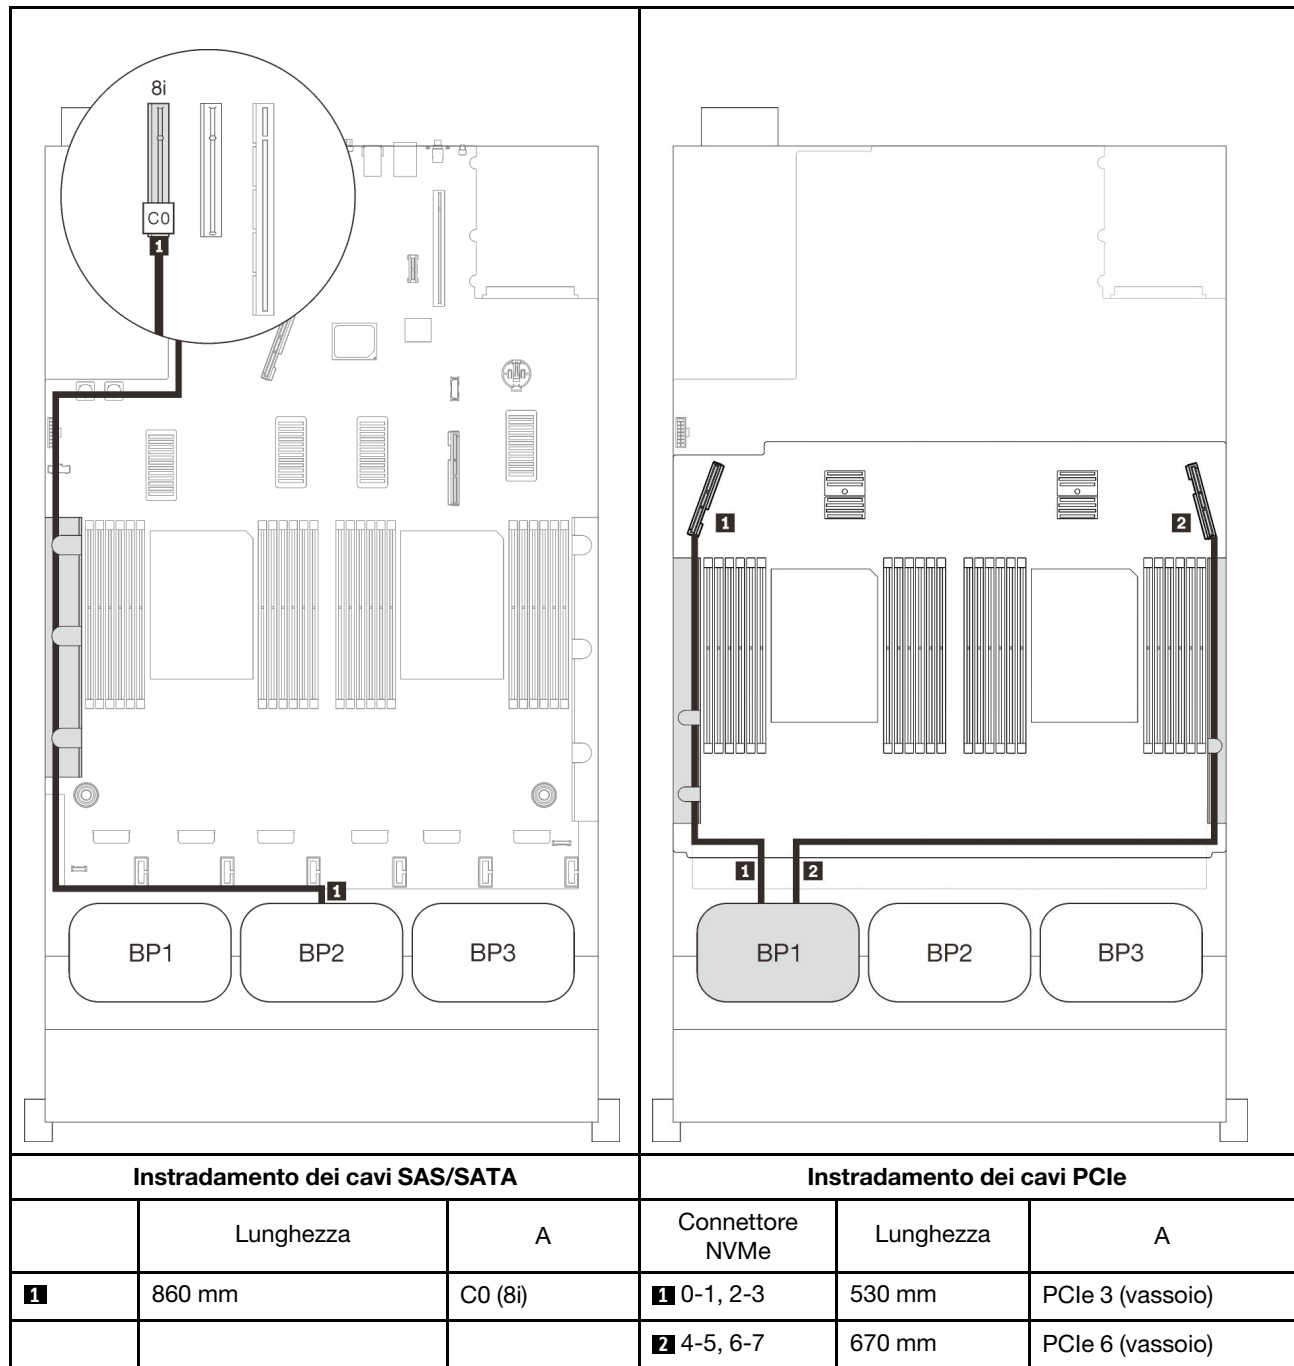 8i
C0
1
1
BP1
BP2
BP3
1
2
1
2
BP1
BP2
BP3
Instradamento dei cavi SAS/SATA
Instradamento dei cavi PCIe
Lunghezza
A
Connettore
NVMe
Lunghezza
A
1
860 mm
C0 (8i)
1 0-1, 2-3
530 mm
PCIe 3 (vassoio)
2 4-5, 6-7
670 mm
PCIe 6 (vassoio)